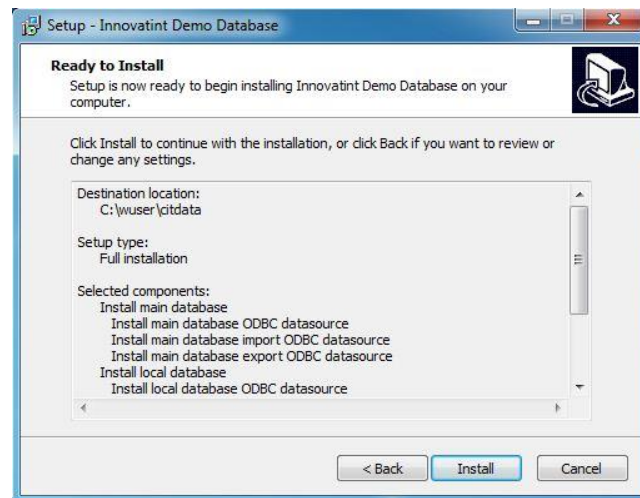 Setup - Innovatint Demo Database
Ready to Install
Setup is now ready to begin installing Innovatint Demo Database on your
computer.
Click Install to continue with the installation, or click Back if you want to review or
change any settings.
Destination location:
C:\wuser\citdata
Setup type:
Full installation
Selected components:
Install main database
Install main database ODBC datasource
Install main database import ODBC datasource
Install main database export ODBC datasource
Install local database
Install local database ODBC datasource
< Back Install Cancel